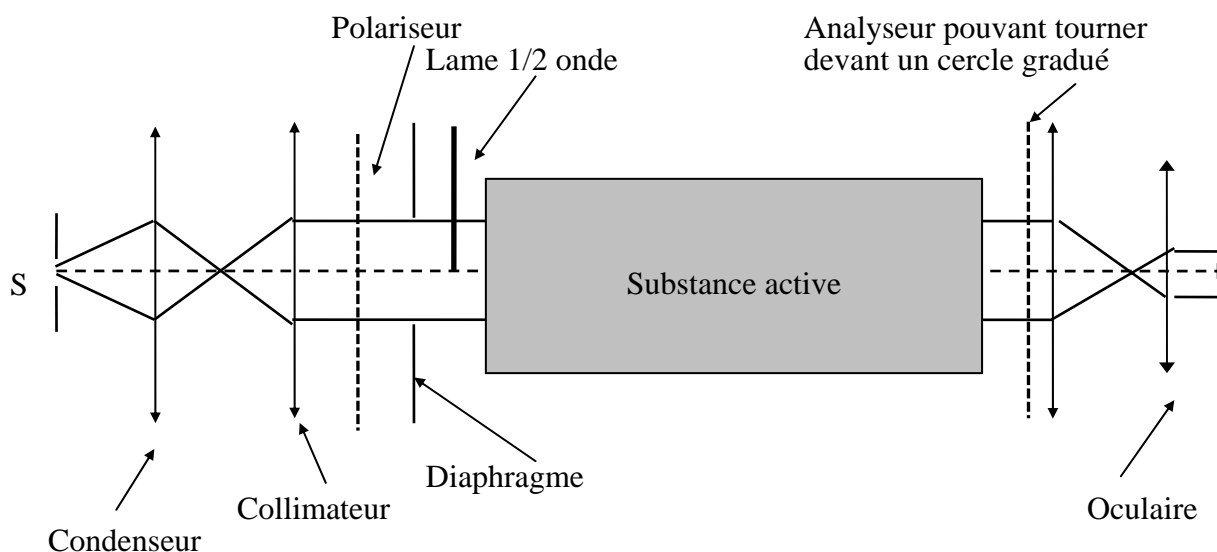 Polariseur
Lame 1/2 onde
Analyseur pouvant tourner
devant un cercle gradué
S
Substance active
Diaphragme
Collimateur
Condenseur
Oculaire